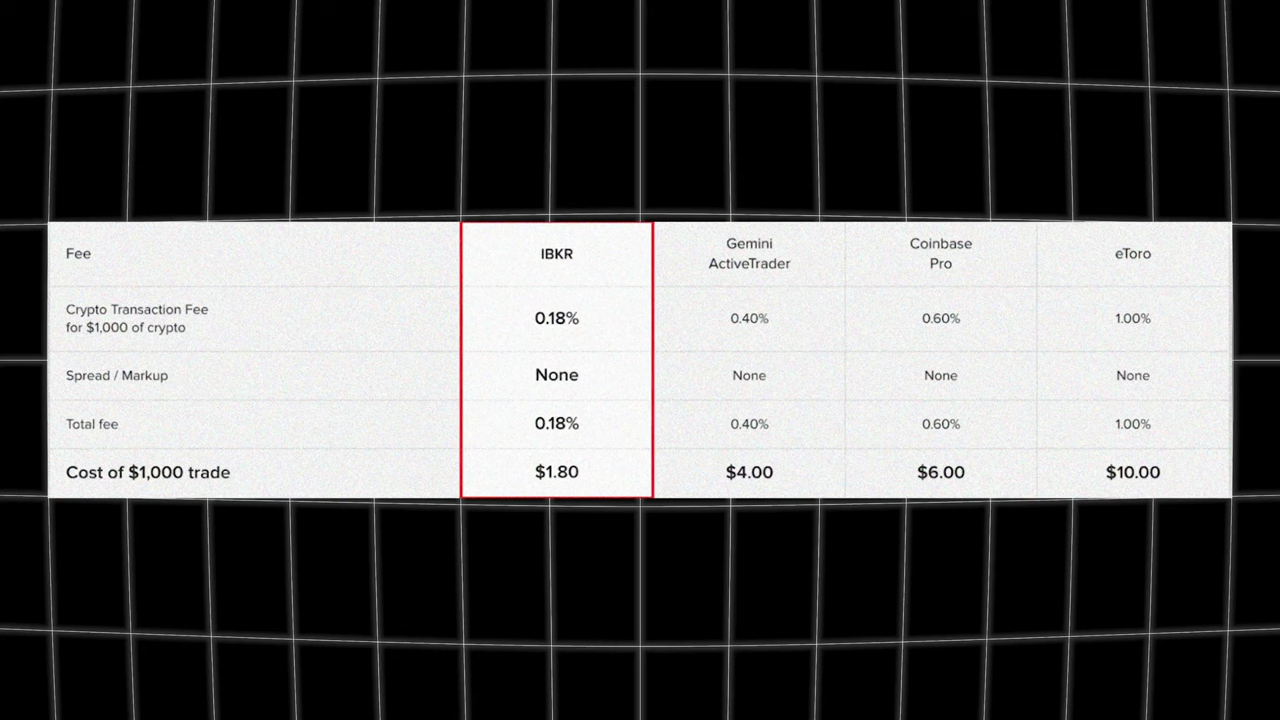 Fee
IBKR
Gemini
ActiveTrader
Coinbase
Pro
eToro
Crypto Transaction Fee
for $1,000 of crypto
0.18%
0.40%
0.60%
1.00%
Spread / Markup
None
None
None
None
Total fee
0.18%
0.40%
0.60%
1.00%
Cost of $1,000 trade
$1.80
$4.00
$6.00
$10.00